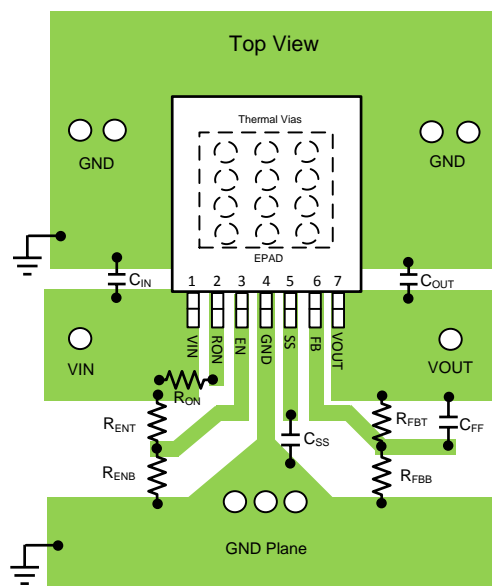 Top View
Thermal Vias
GND
GND
EPAD
CIN
1 2 3 4 5 6 7
COUT
VIN
RON
EN
GND
SS
FB
VOUT
VIN
VOUT
RON
RENT
RFBT
CFF
CSS
RENB
RFBB
GND Plane